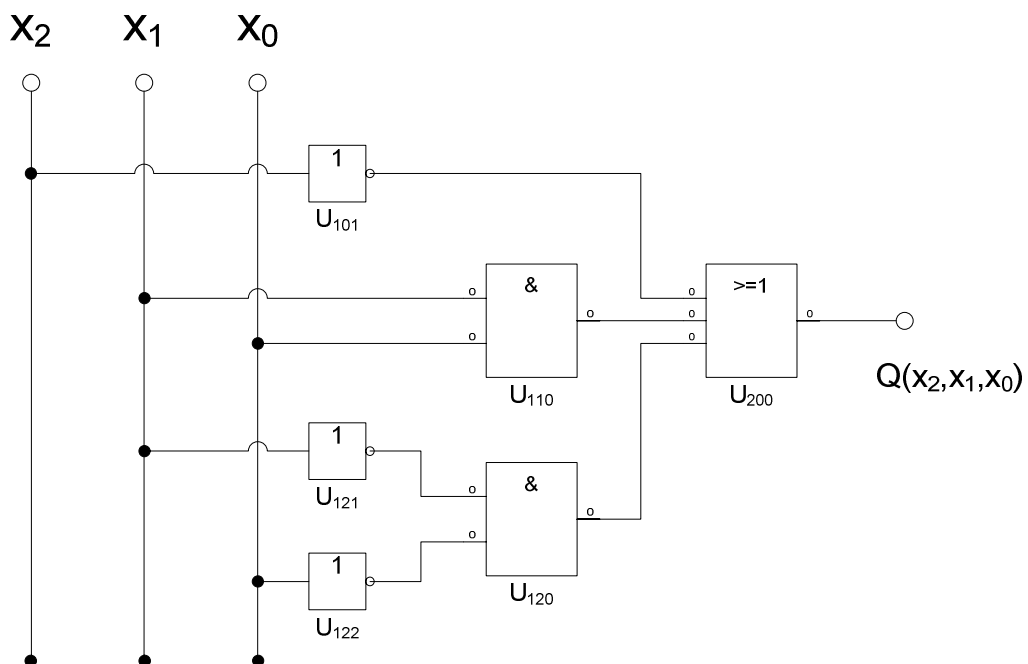 x₂ x₁ x₀
1
U₁₀₁
o & o >=1
o o o o
o o
U₁₁₀ U₂₀₀
Q(x₂,x₁,x₀)
1
U₁₂₁
o & o
o
U₁₂₀
1
U₁₂₂